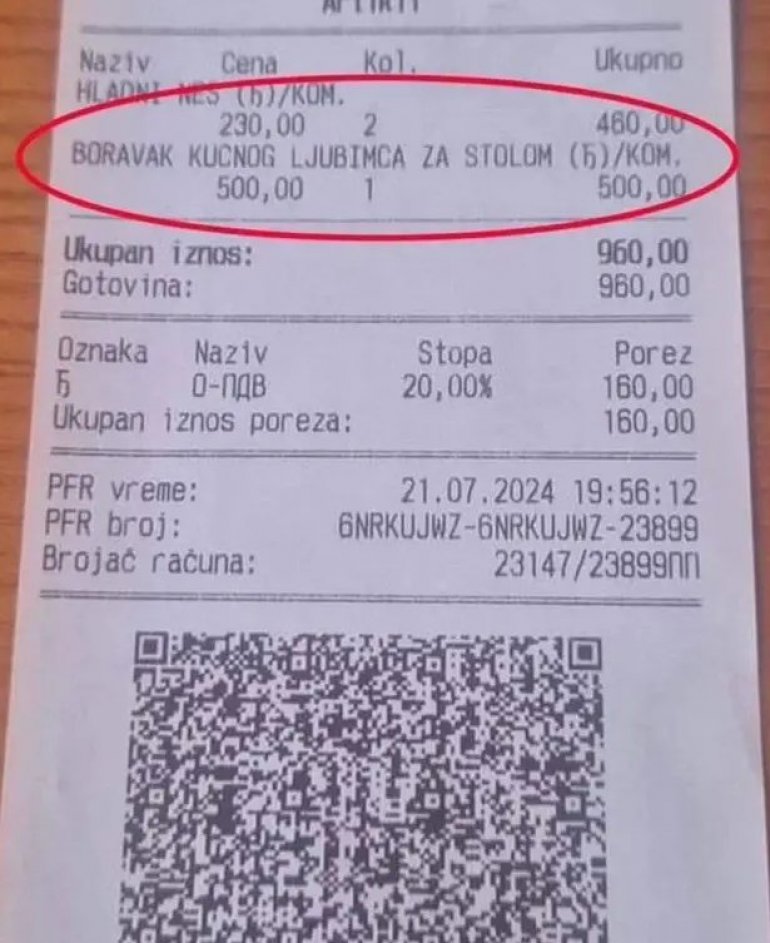 Naziv Cena Kol. Ukupno
HLADNI NES (Ђ)/KOM.
230,00 2 460,00
BORAVAK KUCNOG LJUBIMCA ZA STOLOM (Ђ)/KOM.
500,00 1 500,00
Ukupan iznos: 960,00
Gotovina: 960,00
Oznaka Naziv Stopa Porez
Ђ О-ПДВ 20,00% 160,00
Ukupan iznos poreza: 160,00
PFR vreme: 21.07.2024 19:56:12
PFR broj: 6NRKUJWZ-6NRKUJWZ-23899
Brojač računa: 23147/23899ПП